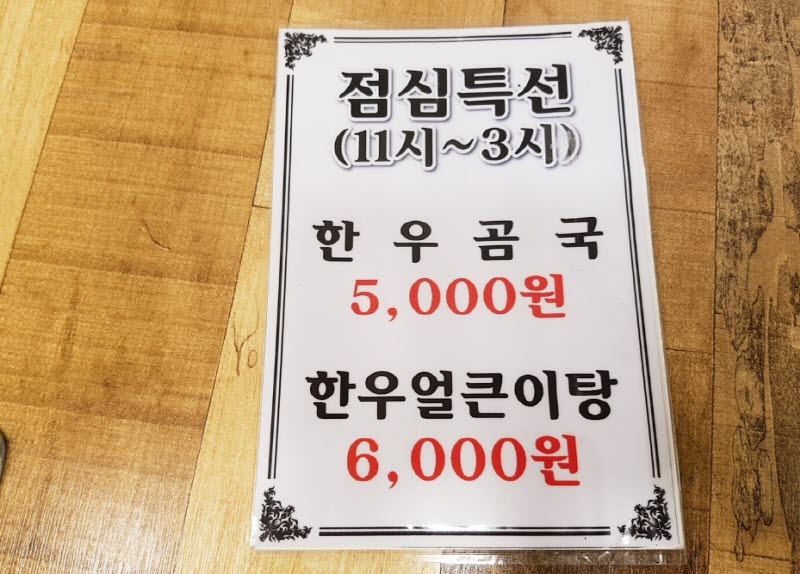 점심특선
(11시~3시)
한우곰국
5,000원
한우얼큰이탕
6,000원